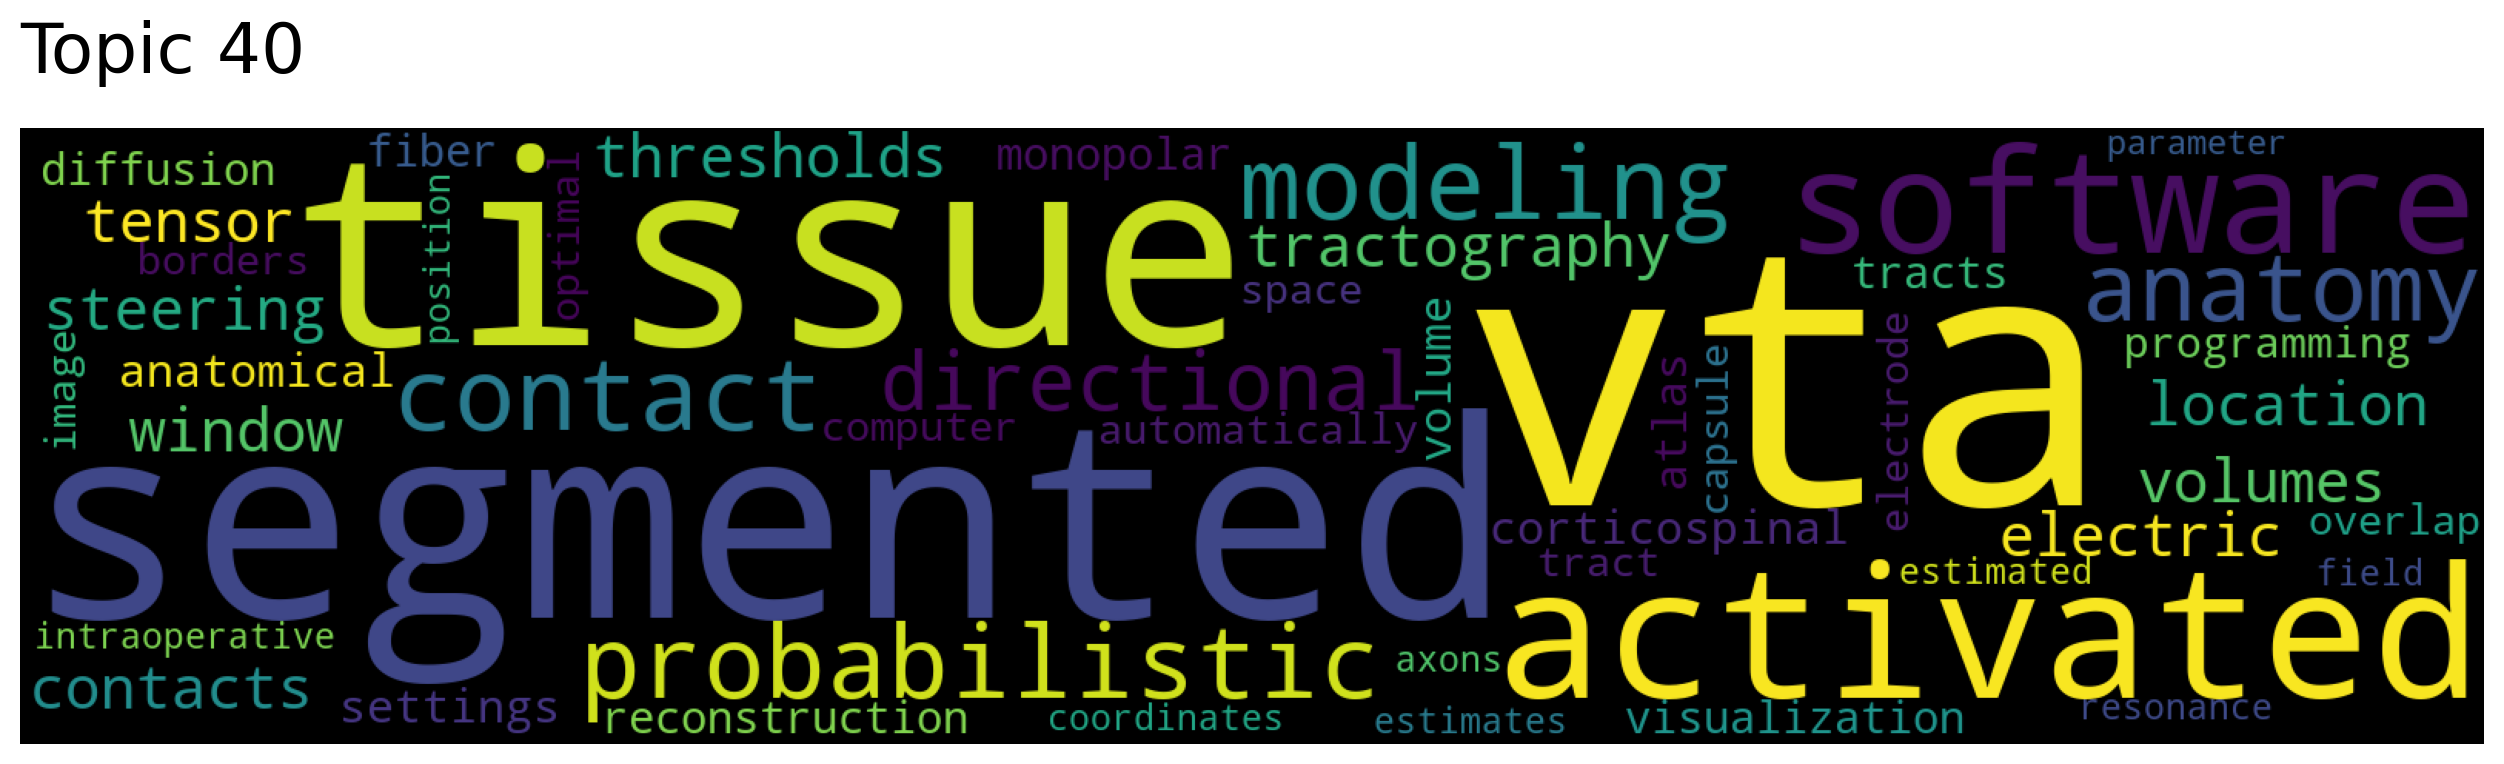 Topic 40
diffusion
fiber
thresholds
monopolar
modeling
software
parameter
tensor
tissue
optimal
position
tractography
borders
steering
space
tracts
anatomy
image
anatomical
contact
directional
volume
vta
atlas
capsule
electrode
programming
location
window
computer
automatically
segmented
volumes
corticospinal
tract
electric
overlap
estimated
field
activated
intraoperative
probabilistic
axons
contacts
settings
reconstruction
coordinates
estimates
visualization
resonance